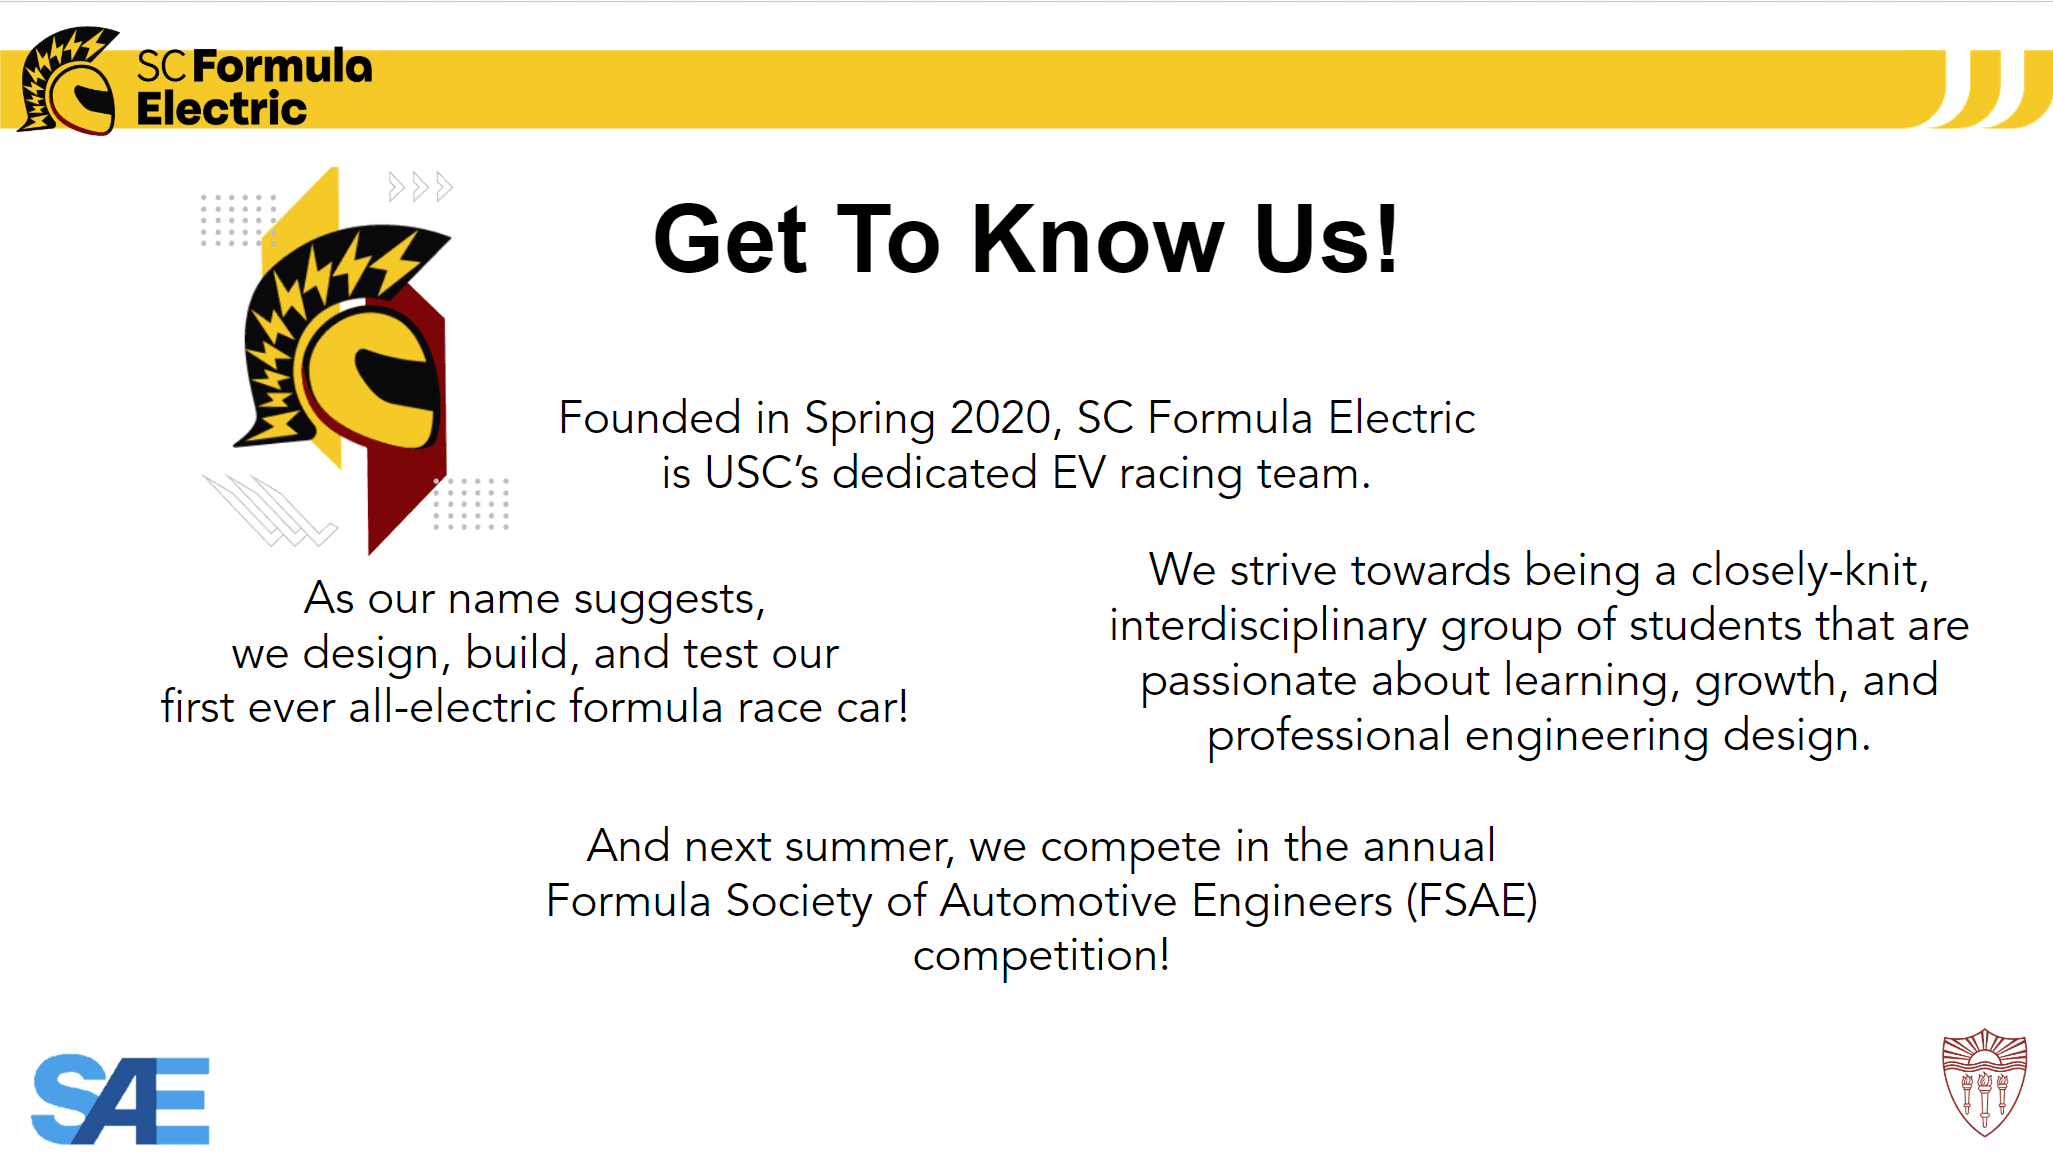 SC Formula
Electric
Get To Know Us!
Founded in Spring 2020, SC Formula Electric
is USC’s dedicated EV racing team.
As our name suggests,
we design, build, and test our
first ever all-electric formula race car!
We strive towards being a closely-knit,
interdisciplinary group of students that are
passionate about learning, growth, and
professional engineering design.
And next summer, we compete in the annual
Formula Society of Automotive Engineers (FSAE)
competition!
SAE